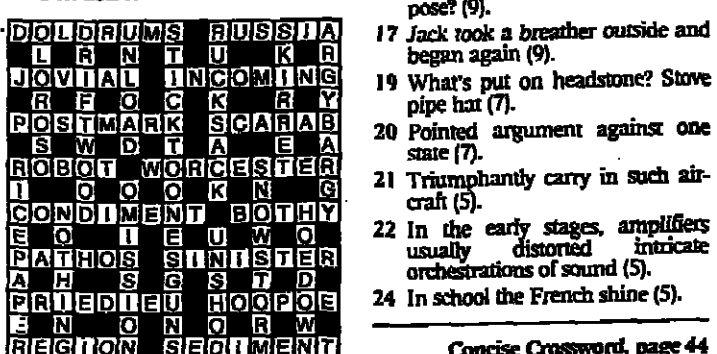 DOLDRUMS RUSSIA
L R N T U K R
JOVIAL INCOMING
R F O C K R Y
POSTMARK SCARAB
S W D T A E A
ROBOT WORCESTER
I O O O K N G
CONDIMENT BOTHY
E O I E U W O
PATHOS SINISTER
A H S G S T D
PRIEDIEU HOOPOE
E N O N O R W
REGION SEDIMENT
pose? (9).
17 Jack took a breather outside and
began again (9).
19 What's put on headstone? Stove
pipe hat (7).
20 Pointed argument against one
state (7).
21 Triumphantly carry in such air-
craft (5).
22 In the early stages, amplifiers
usually distorted intricate
orchestrations of sound (5).
24 In school the French shine (5).
Concise Crossword, page 44